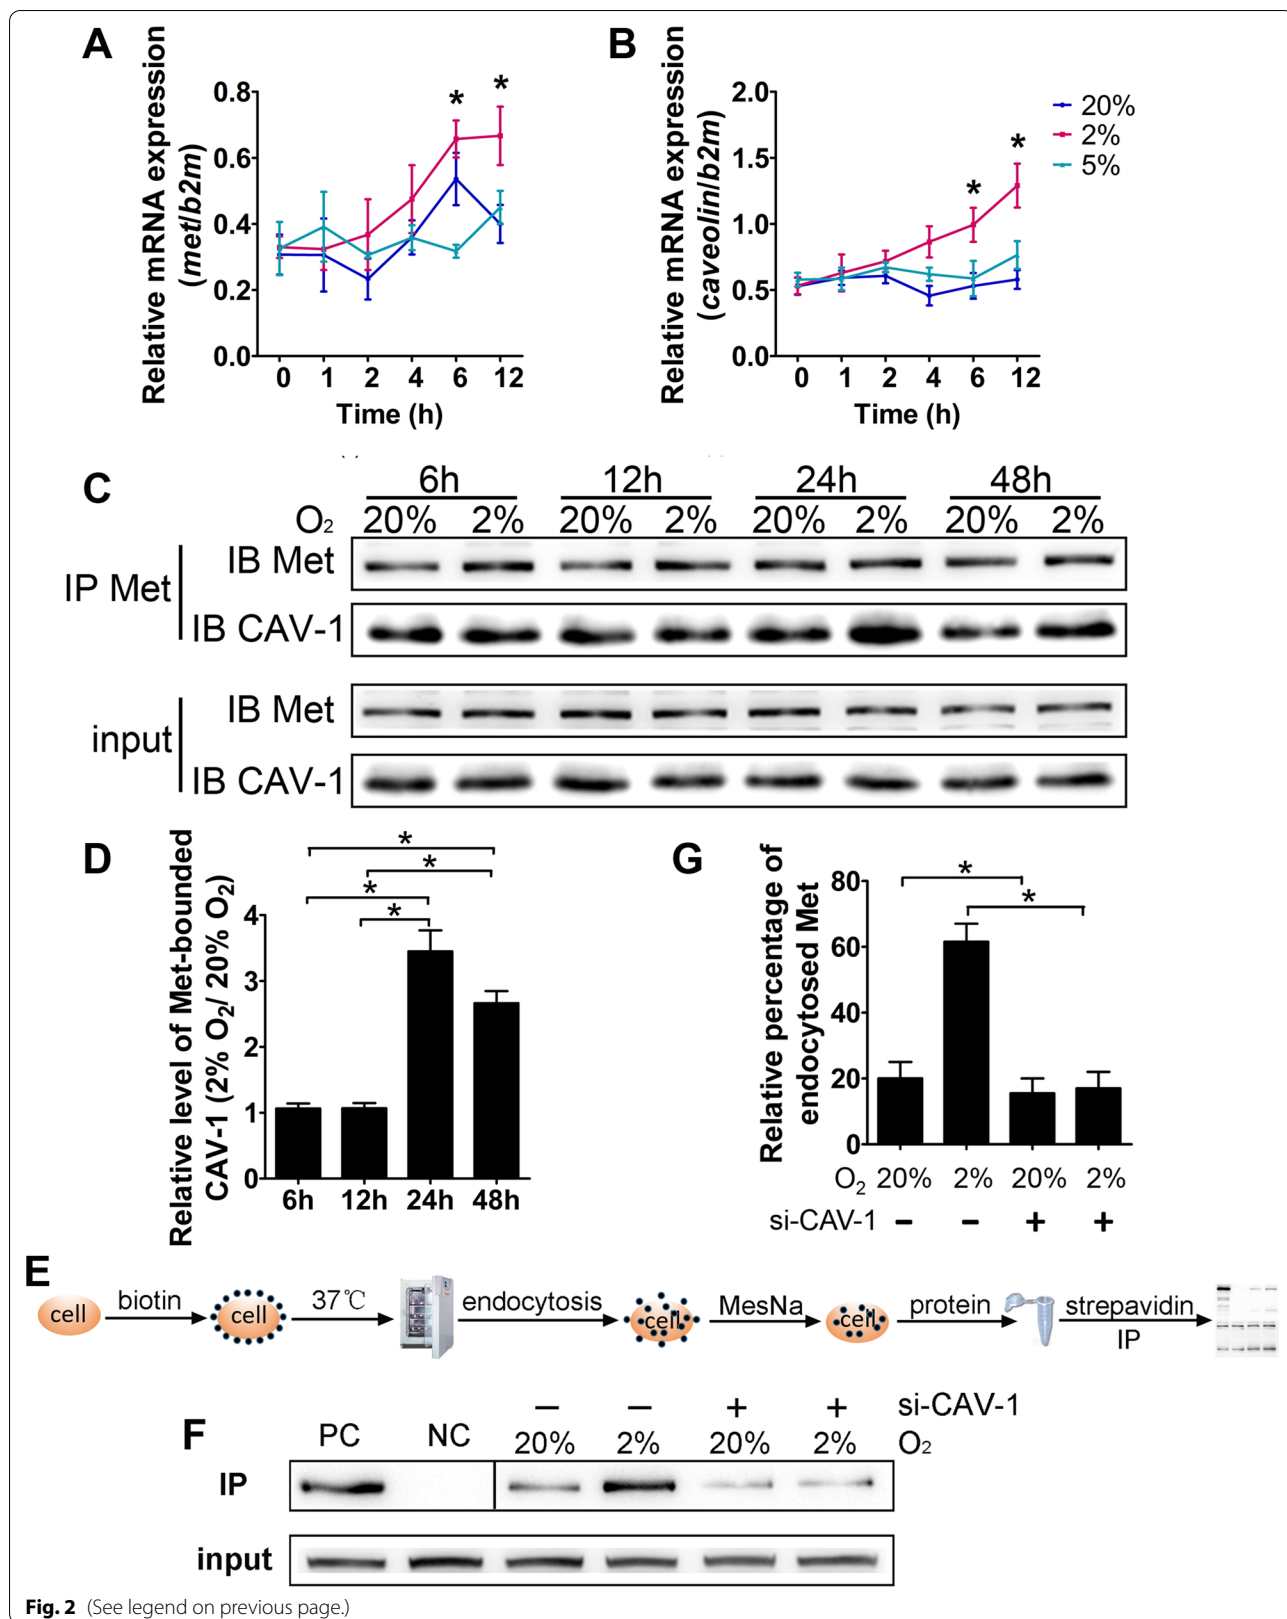 A
Relative mRNA expression
(met/b2m)
0.8
0.6
0.4
0.2
0.0
* *
0 1 2 4 6 12
Time (h)
B
Relative mRNA expression
(caveolin/b2m)
2.0
1.5
1.0
0.5
0.0
* *
0 1 2 4 6 12
Time (h)
20%
2%
5%
C
6h 12h 24h 48h
O2 20% 2% 20% 2% 20% 2% 20% 2%
IP Met
IB Met
IB CAV-1
input
IB Met
IB CAV-1
D
Relative level of Met-bounded
CAV-1 (2% O2/ 20% O2)
4
3
2
1
0
*
*
*
*
6h 12h 24h 48h
G
Relative percentage of
endocytosed Met
80
60
40
20
0
*
*
O2 20% 2% 20% 2%
si-CAV-1 − − + +
E
cell biotin cell 37℃ endocytosis cell MesNa cell protein strepavidin
IP
F
− − + + si-CAV-1
PC NC 20% 2% 20% 2% O2
IP
input
Fig. 2 (See legend on previous page.)